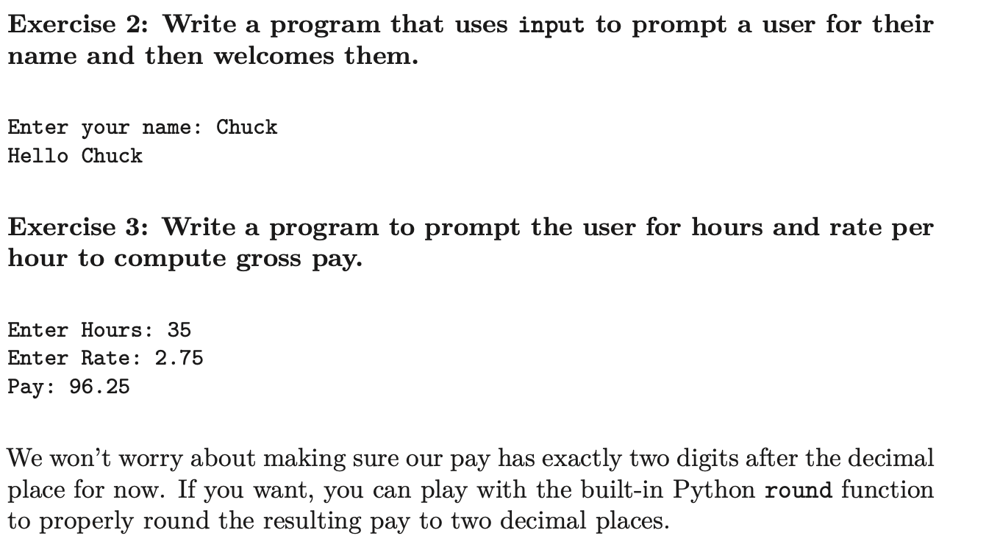 Exercise 2: Write a program that uses input to prompt a user for their
name and then welcomes them.
Enter your name: Chuck
Hello Chuck
Exercise 3: Write a program to prompt the user for hours and rate per
hour to compute gross pay.
Enter Hours: 35
Enter Rate: 2.75
Pay: 96.25
We won't worry about making sure our pay has exactly two digits after the decimal
place for now. If you want, you can play with the built-in Python round function
to properly round the resulting pay to two decimal places.